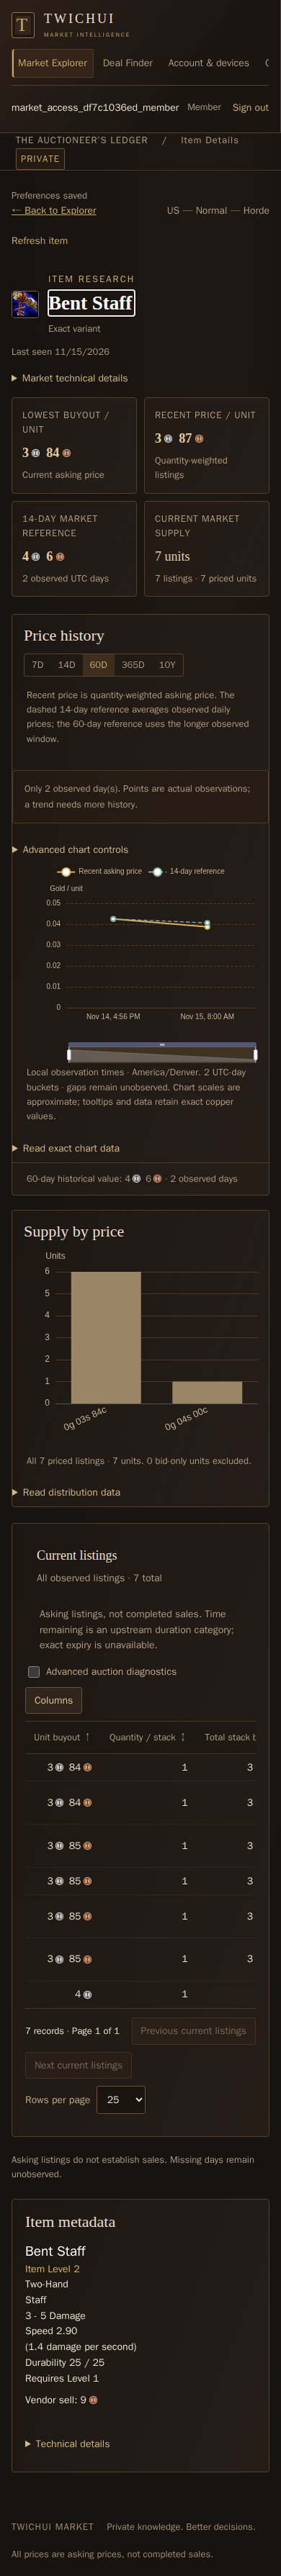 T TWICHUI
MARKET INTELLIGENCE
Market Explorer Deal Finder Account & devices
market_access_df7c1036ed_member Member Sign out
THE AUCTIONEER'S LEDGER / Item Details
PRIVATE
Preferences saved
← Back to Explorer US — Normal — Horde
Refresh item
ITEM RESEARCH
Bent Staff
Exact variant
Last seen 11/15/2026
▶ Market technical details
LOWEST BUYOUT / UNIT
3 84
Current asking price
RECENT PRICE / UNIT
3 87
Quantity-weighted listings
14-DAY MARKET REFERENCE
4 6
2 observed UTC days
CURRENT MARKET SUPPLY
7 units
7 listings · 7 priced units
Price history
7D 14D 60D 365D 10Y
Recent price is quantity-weighted asking price. The
dashed 14-day reference averages observed daily
prices; the 60-day reference uses the longer observed
window.
Only 2 observed day(s). Points are actual observations;
a trend needs more history.
▶ Advanced chart controls
Recent asking price 14-day reference
Gold / unit
0.05
0.04
0.03
0.02
0.01
0
Nov 14, 4:56 PM Nov 15, 8:00 AM
Local observation times · America/Denver. 2 UTC-day
buckets · gaps remain unobserved. Chart scales are
approximate; tooltips and data retain exact copper
values.
▶ Read exact chart data
60-day historical value: 4 6 · 2 observed days
Supply by price
Units
6
5
4
3
2
1
0
0g 03s 84c 0g 04s 00c
All 7 priced listings · 7 units. 0 bid-only units excluded.
▶ Read distribution data
Current listings
All observed listings · 7 total
Asking listings, not completed sales. Time
remaining is an upstream duration category;
exact expiry is unavailable.
Advanced auction diagnostics
Columns
Unit buyout ↑ Quantity / stack ↕ Total stack
3 84 1 3
3 84 1 3
3 85 1 3
3 85 1 3
3 85 1 3
3 85 1 3
4 1
7 records · Page 1 of 1 Previous current listings
Next current listings
Rows per page 25
Asking listings do not establish sales. Missing days remain
unobserved.
Item metadata
Bent Staff
Item Level 2
Two-Hand
Staff
3 - 5 Damage
Speed 2.90
(1.4 damage per second)
Durability 25 / 25
Requires Level 1
Vendor sell: 9
▶ Technical details
TWICHUI MARKET Private knowledge. Better decisions.
All prices are asking prices, not completed sales.